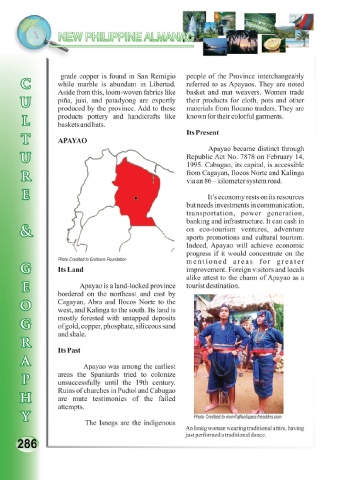 NEW PHILIPPINE ALMANAC
CULTURE & GEOGRAPHY
grade copper is found in San Remigio
while marble is abundant in Libertad.
Aside from this, loom-woven fabrics like
piña, jusi, and patadyong are expertly
produced by the province. Add to these
products pottery and handicrafts like
baskets and hats.
APAYAO
Photo Credited to Endriano Foundation
Its Land
Apayao is a land-locked province
bordered on the northeast and east by
Cagayan, Abra and Ilocos Norte to the
west, and Kalinga to the south. Its land is
mostly forested with untapped deposits
of gold, copper, phosphate, siliceous sand
and shale.
Its Past
Apayao was among the earliest
areas the Spaniards tried to colonize
unsuccessfully until the 19th century.
Ruins of churches in Pudtol and Cabugao
are mute testimonies of the failed
attempts.
The Isnegs are the indigenous
people of the Province interchangeably
referred to as Apayaos. They are noted
basket and mat weavers. Women trade
their products for cloth, pots and other
materials from Ilocano traders. They are
known for their colorful garments.
Its Present
Apayao became distinct through
Republic Act No. 7878 on February 14,
1995. Cabugao, its capital, is accessible
from Cagayan, Ilocos Norte and Kalinga
via an 86 – kilometer system road.
It's economy rests on its resources
but needs investments in communication,
transportation, power generation,
banking and infrastructure. It can cash in
on eco-tourism ventures, adventure
sports promotions and cultural tourism.
Indeed, Apayao will achieve economic
progress if it would concentrate on the
mentioned areas for greater
improvement. Foreign visitors and locals
alike attest to the charm of Apayao as a
tourist destination.
Photo Credited to
An Isneg woman wearing traditional attire, having
just performed a traditional dance.
286